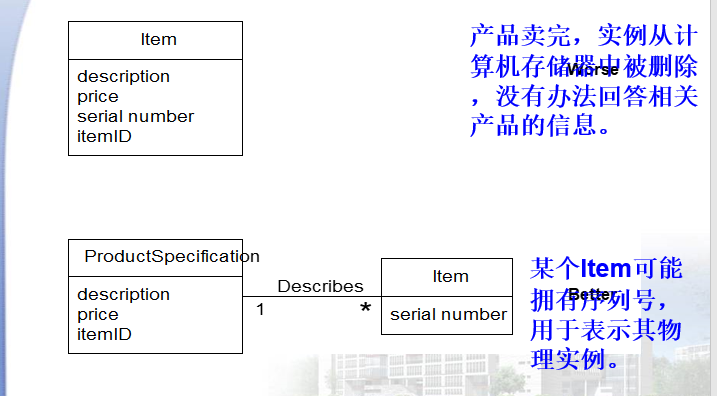 Item
description
price
serial number
itemID
产品卖完，实例从计
算机存储器中被删除
，没有办法回答相关
产品的信息。
Worse
ProductSpecification
description
price
itemID
Describes
1
*
Item
serial number
某个Item可能
拥有序列号，
用于表示其物
理实例。
Better